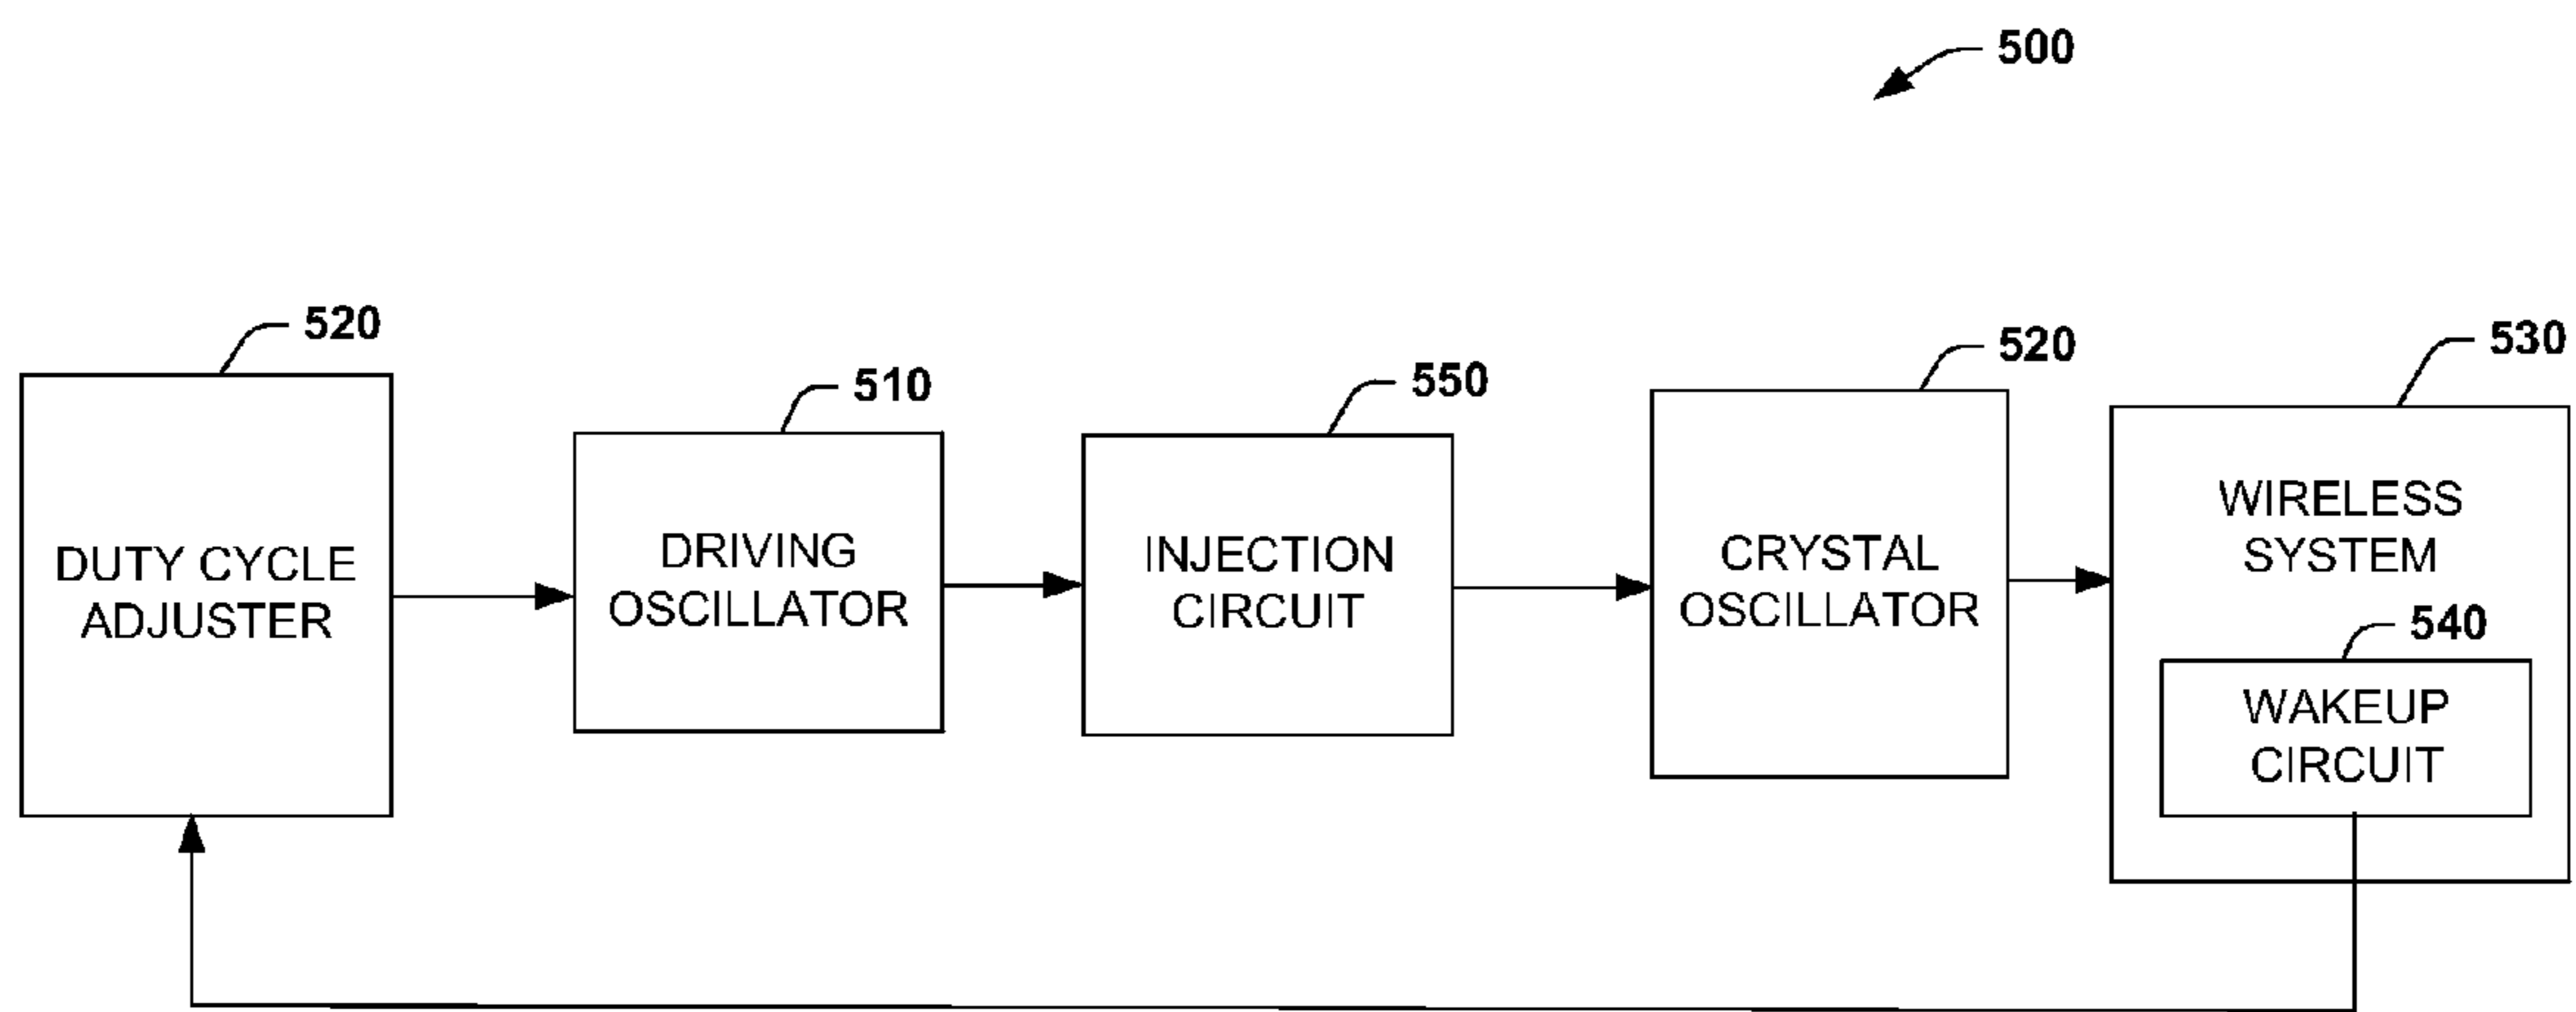 500
520
510
550
520
530
DUTY CYCLE
ADJUSTER
DRIVING
OSCILLATOR
INJECTION
CIRCUIT
CRYSTAL
OSCILLATOR
WIRELESS
SYSTEM
540
WAKEUP
CIRCUIT